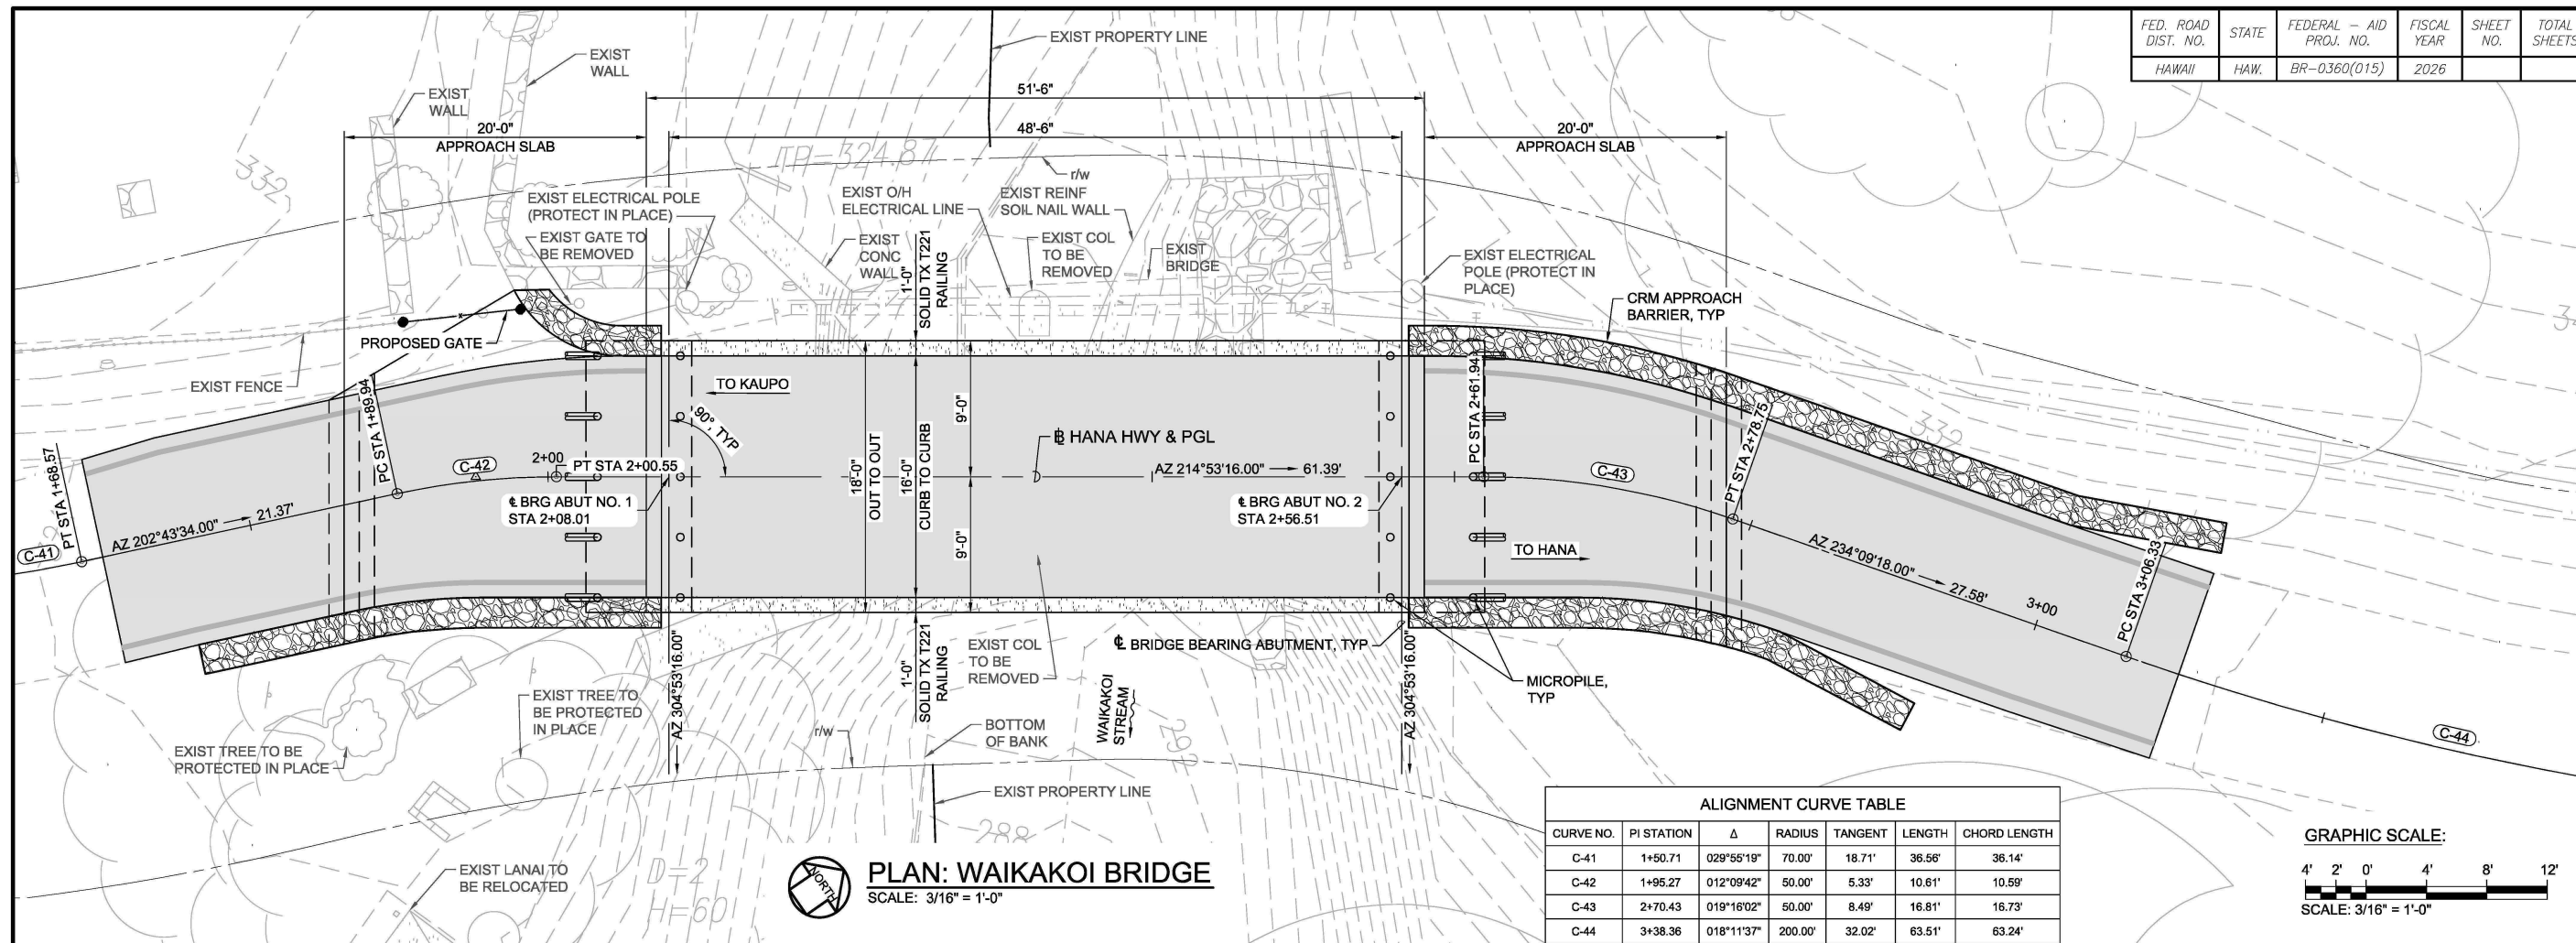 FED. ROAD DIST. NO. STATE FEDERAL – AID PROJ. NO. FISCAL YEAR SHEET NO. TOTAL SHEETS
HAWAII HAW. BR–0360(015) 2026
EXIST PROPERTY LINE
EXIST
WALL
EXIST
WALL
51'-6"
20'-0"
APPROACH SLAB
48'-6"
20'-0"
APPROACH SLAB
332
TP=324.87
r/w
EXIST ELECTRICAL POLE
(PROTECT IN PLACE)
EXIST GATE TO
BE REMOVED
EXIST O/H
ELECTRICAL LINE
EXIST REINF
SOIL NAIL WALL
EXIST
CONC
WALL
1'-0"
SOLID TX T221
RAILING
EXIST COL
TO BE
REMOVED
EXIST
BRIDGE
EXIST ELECTRICAL
POLE (PROTECT IN
PLACE)
CRM APPROACH
BARRIER, TYP
PROPOSED GATE
EXIST FENCE
TO KAUPO
90°, TYP
PC STA 1+89.94
PT STA 1+68.57
C-41
AZ 202°43'34.00" 21.37'
C-42
2+00
PT STA 2+00.55
℄ BRG ABUT NO. 1
STA 2+08.01
18'-0"
OUT TO OUT
16'-0"
CURB TO CURB
9'-0"
9'-0"
B HANA HWY & PGL
AZ 214°53'16.00" 61.39'
℄ BRG ABUT NO. 2
STA 2+56.51
PC STA 2+61.94
C-43
PT STA 2+78.75
332
TO HANA
AZ 234°09'18.00" 27.58'
3+00
PC STA 3+06.33
C-44
AZ 304°53'16.00"
1'-0"
SOLID TX T221
RAILING
EXIST COL
TO BE
REMOVED
℄ BRIDGE BEARING ABUTMENT, TYP
AZ 304°53'16.00"
MICROPILE,
TYP
WAIKAKOI
STREAM
EXIST TREE TO
BE PROTECTED
IN PLACE
EXIST TREE TO BE
PROTECTED IN PLACE
r/w
BOTTOM
OF BANK
EXIST PROPERTY LINE
288
EXIST LANAI TO
BE RELOCATED
D=2
H=60
NORTH
PLAN: WAIKAKOI BRIDGE
SCALE: 3/16" = 1'-0"
ALIGNMENT CURVE TABLE
CURVE NO. PI STATION Δ RADIUS TANGENT LENGTH CHORD LENGTH
C-41 1+50.71 029°55'19" 70.00' 18.71' 36.56' 36.14'
C-42 1+95.27 012°09'42" 50.00' 5.33' 10.61' 10.59'
C-43 2+70.43 019°16'02" 50.00' 8.49' 16.81' 16.73'
C-44 3+38.36 018°11'37" 200.00' 32.02' 63.51' 63.24'
GRAPHIC SCALE:
4' 2' 0' 4' 8' 12'
SCALE: 3/16" = 1'-0"